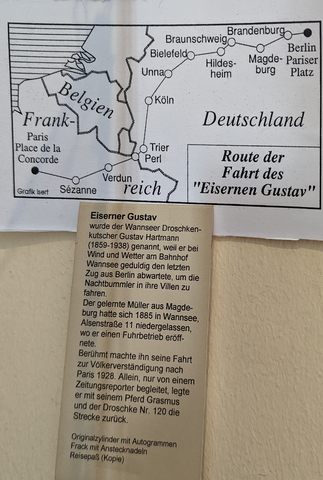 Brandenburg
Braunschweig
Berlin
Pariser
Platz
Bielefeld
Hildes-
heim
Magde-
burg
Unna
Belgien
Köln
Deutschland
Frank-
Paris
Place de la
Concorde
Trier
Perl
Verdun
Sézanne
reich
Grafik bert
Route der
Fahrt des
"Eisernen Gustav"
Eiserner Gustav
wurde der Wannseer Droschken-
kutscher Gustav Hartmann
(1859-1938) genannt, weil er bei
Wind und Wetter am Bahnhof
Wannsee geduldig den letzten
Zug aus Berlin abwartete, um die
Nachtbummler in ihre Villen zu
fahren.
Der gelernte Müller aus Magde-
burg hatte sich 1885 in Wannsee,
Alsenstraße 11 niedergelassen,
wo er einen Fuhrbetrieb eröff-
nete.
Berühmt machte ihn seine Fahrt
zur Völkerverständigung nach
Paris 1928. Allein, nur von einem
Zeitungsreporter begleitet, legte
er mit seinem Pferd Grasmus
und der Droschke Nr. 120 die
Strecke zurück.
Originalzylinder mit Autogrammen
Frack mit Anstecknadeln
Reisepaß (Kopie)